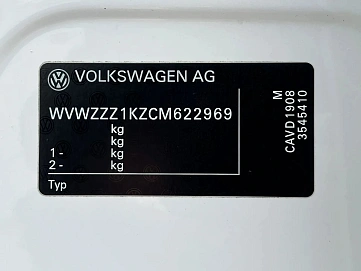 VOLKSWAGEN AG
WVWZZZ1KZCM622969
kg
kg
1 - kg
2 - kg
Typ
M
CAVD1908
3545410